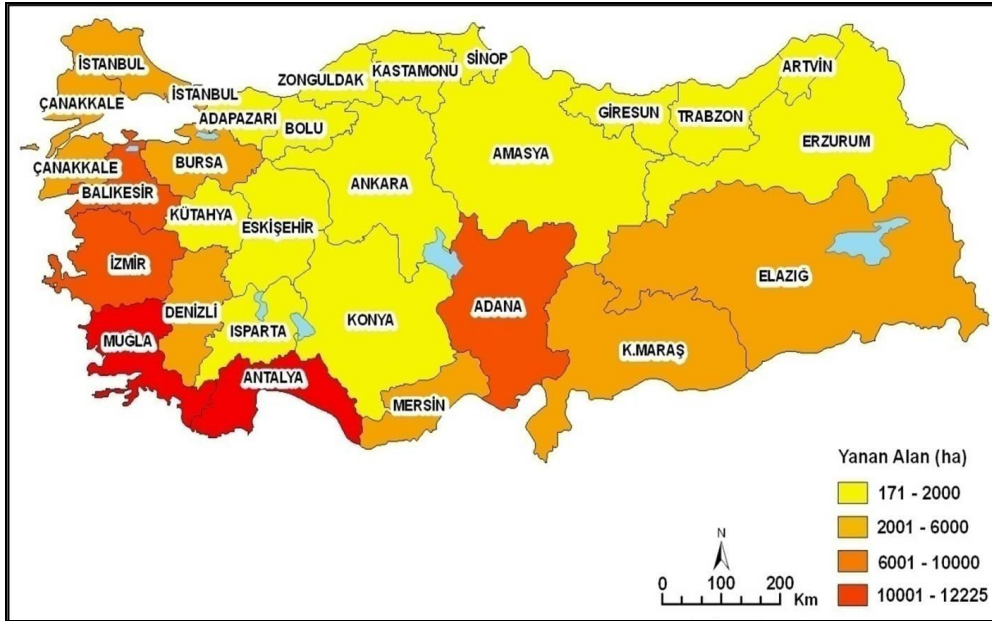 İSTANBUL
ÇANAKKALE
İSTANBUL
ZONGULDAK
KASTAMONU
SİNOP
ADAPAZARI
BOLU
ARTVİN
GİRESUN
TRABZON
ERZURUM
AMASYA
ÇANAKKALE
BURSA
BALIKESİR
ANKARA
KÜTAHYA
ESKİŞEHİR
İZMİR
ELAZIĞ
DENİZLİ
ISPARTA
KONYA
ADANA
MUĞLA
K.MARAŞ
ANTALYA
MERSİN
Yanan Alan (ha)
171 - 2000
2001 - 6000
6001 - 10000
10001 - 12225
N
0 100 200
Km